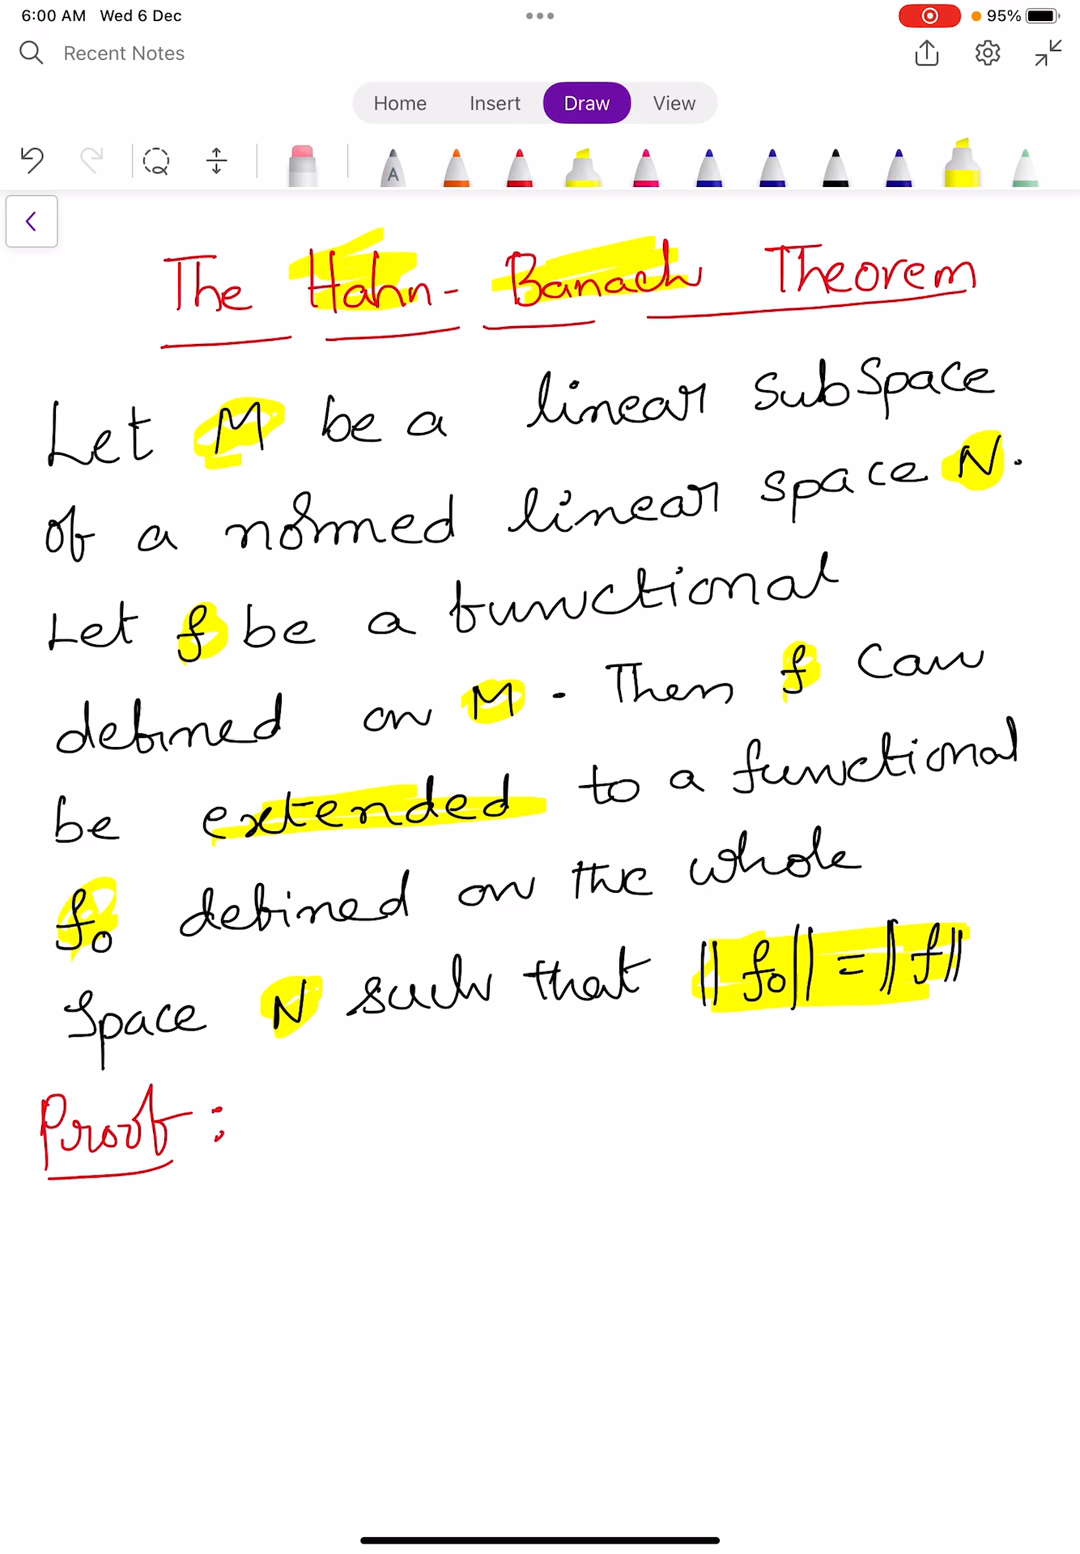 6:00 AM Wed 6 Dec
95%
Recent Notes
Home Insert Draw View
A
The Hahn- Banach Theorem
Let M be a linear subspace
of a normed linear space N.
Let f be a functional
defined on M. Then f can
be extended to a functional
f₀ defined on the whole
space N such that ||f₀|| = ||f||
Proof: